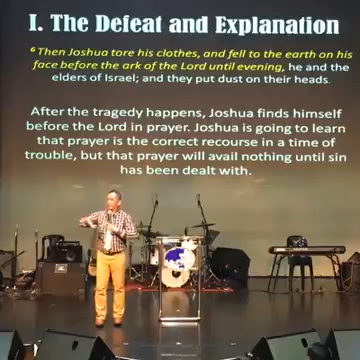 I. The Defeat and Explanation
6 Then Joshua tore his clothes, and fell to the earth on his
face before the ark of the Lord until evening, he and the
elders of Israel; and they put dust on their heads.
After the tragedy happens, Joshua finds himself
before the Lord in prayer. Joshua is going to learn
that prayer is the correct recourse in a time of
trouble, but that prayer will avail nothing until sin
has been dealt with.